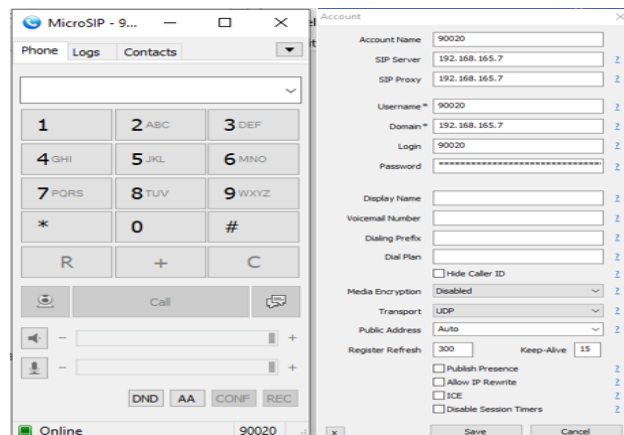 MicroSIP - 9...
Phone Logs Contacts
1 2 ABC 3 DEF
4 GHI 5 JKL 6 MNO
7 PQRS 8 TUV 9 WXYZ
* 0 #
R + C
Call
- +
- +
DND AA CONF REC
Online 90020
Account
Account Name 90020
SIP Server 192.168.165.7 ?
SIP Proxy 192.168.165.7 ?
Username* 90020 ?
Domain* 192.168.165.7 ?
Login 90020 ?
Password ******************************** ?
Display Name ?
Voicemail Number ?
Dialing Prefix ?
Dial Plan ?
Hide Caller ID ?
Media Encryption Disabled ?
Transport UDP ?
Public Address Auto ?
Register Refresh 300 Keep-Alive 15 ?
Publish Presence ?
Allow IP Rewrite ?
ICE ?
Disable Session Timers ?
x Save Cancel